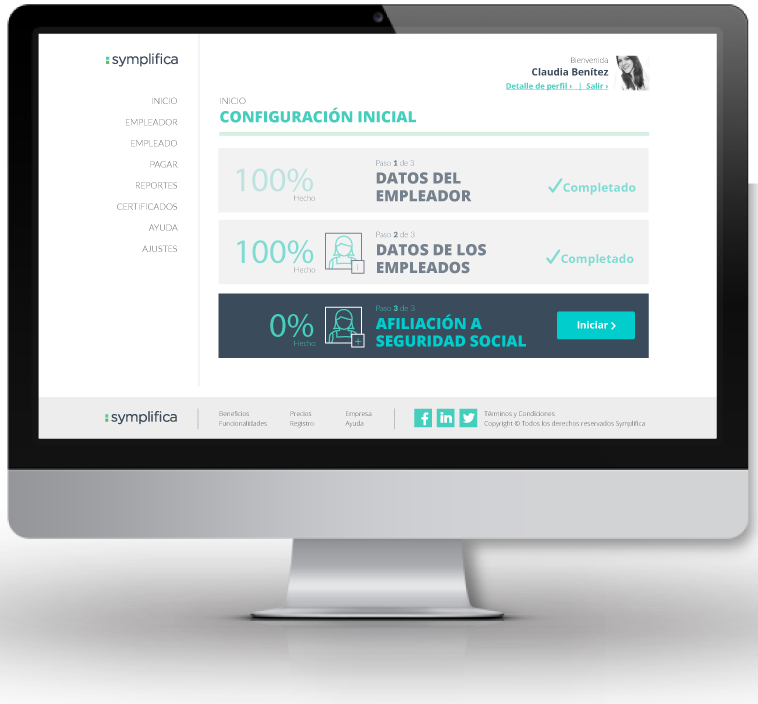 symplifica
Bienvenida
Claudia Benítez
Detalle de perfil › | Salir ›
INICIO
EMPLEADOR
EMPLEADO
PAGAR
REPORTES
CERTIFICADOS
AYUDA
AJUSTES
INICIO
CONFIGURACIÓN INICIAL
100%
Hecho
Paso 1 de 3
DATOS DEL
EMPLEADOR
Completado
100%
Hecho
Paso 2 de 3
DATOS DE LOS
EMPLEADOS
Completado
0%
Hecho
Paso 3 de 3
AFILIACIÓN A
SEGURIDAD SOCIAL
Iniciar ›
symplifica
Beneficios
Funcionalidades
Precios
Registro
Empresa
Ayuda
f in
Términos y Condiciones
Copyright © Todos los derechos reservados Symplifica